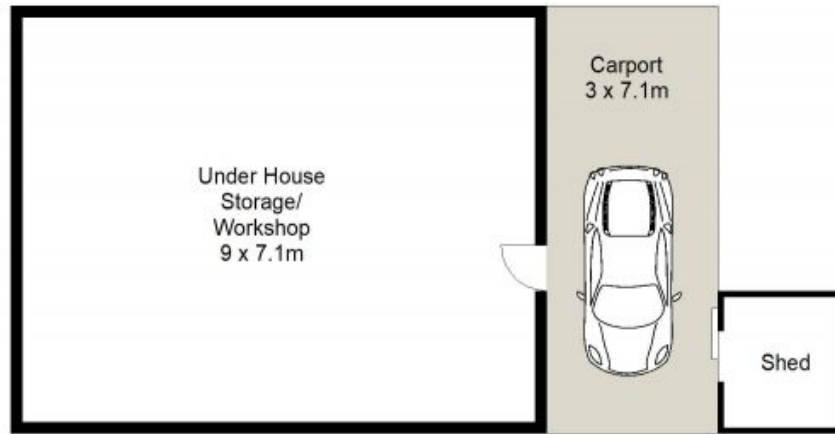 Carport
3 x 7.1m
Under House
Storage/
Workshop
9 x 7.1m
Shed